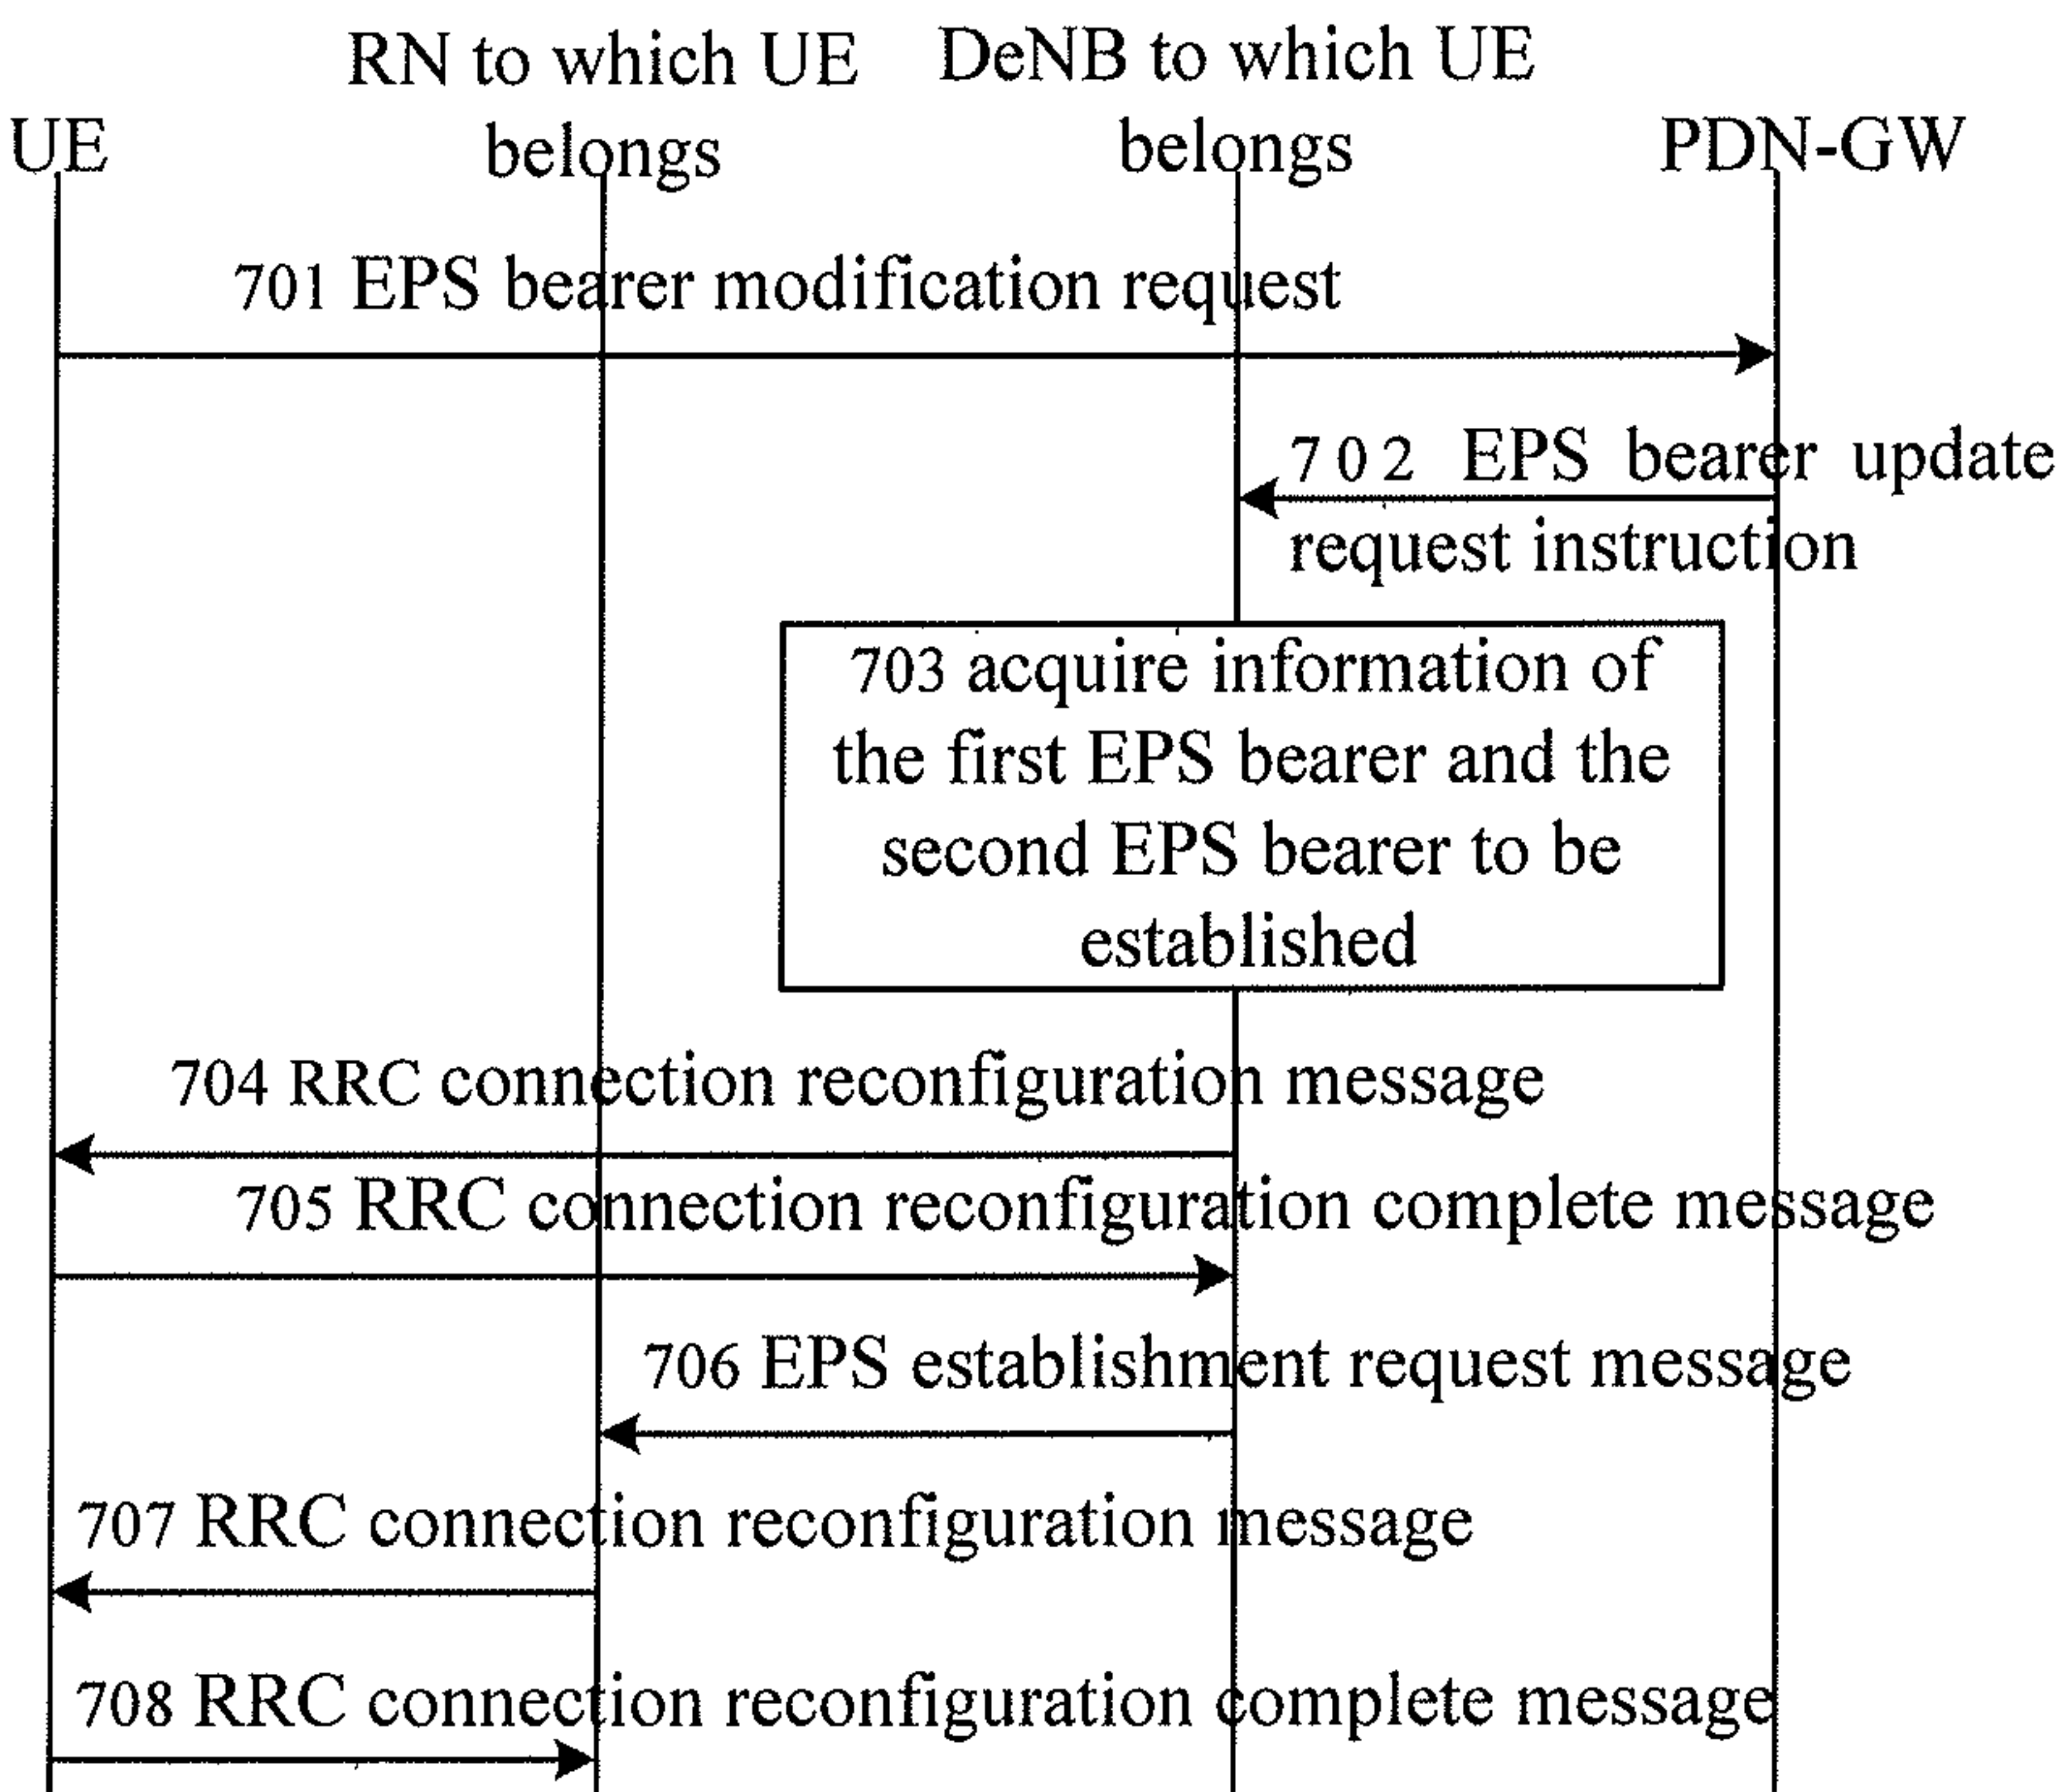 UE
RN to which UE
belongs
DeNB to which UE
belongs
PDN-GW
701 EPS bearer modification request
702 EPS bearer update
request instruction
703 acquire information of
the first EPS bearer and the
second EPS bearer to be
established
704 RRC connection reconfiguration message
705 RRC connection reconfiguration complete message
706 EPS establishment request message
707 RRC connection reconfiguration message
708 RRC connection reconfiguration complete message